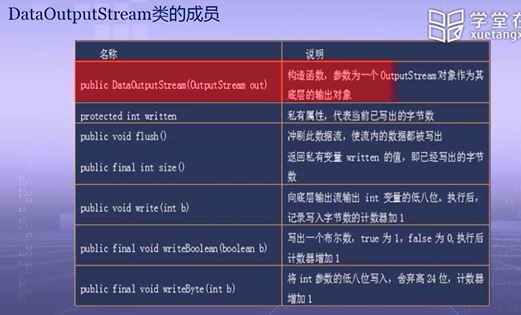 DataOutputStream类的成员
学堂在
xuetangx
名称 说明
public DataOutputStream(OutputStream out) 构造函数，参数为一个 OutputStream 对象作为其
底层的输出对象
protected int written 私有属性，代表当前已写出的字节数
public void flush() 冲刷此数据流，使流内的数据都被写出
public final int size() 返回私有变量 written 的值，即已经写出的字节
数
public void write(int b) 向底层输出流输出 int 变量的低八位，执行后，
记录写入字节数的计数器加 1
public final void writeBoolean(boolean b) 写出一个布尔数，true 为 1，false 为 0，执行后
计数器增加 1
public final void writeByte(int b) 将 int 参数的低八位写入，舍弃高 24 位，计数器
增加 1